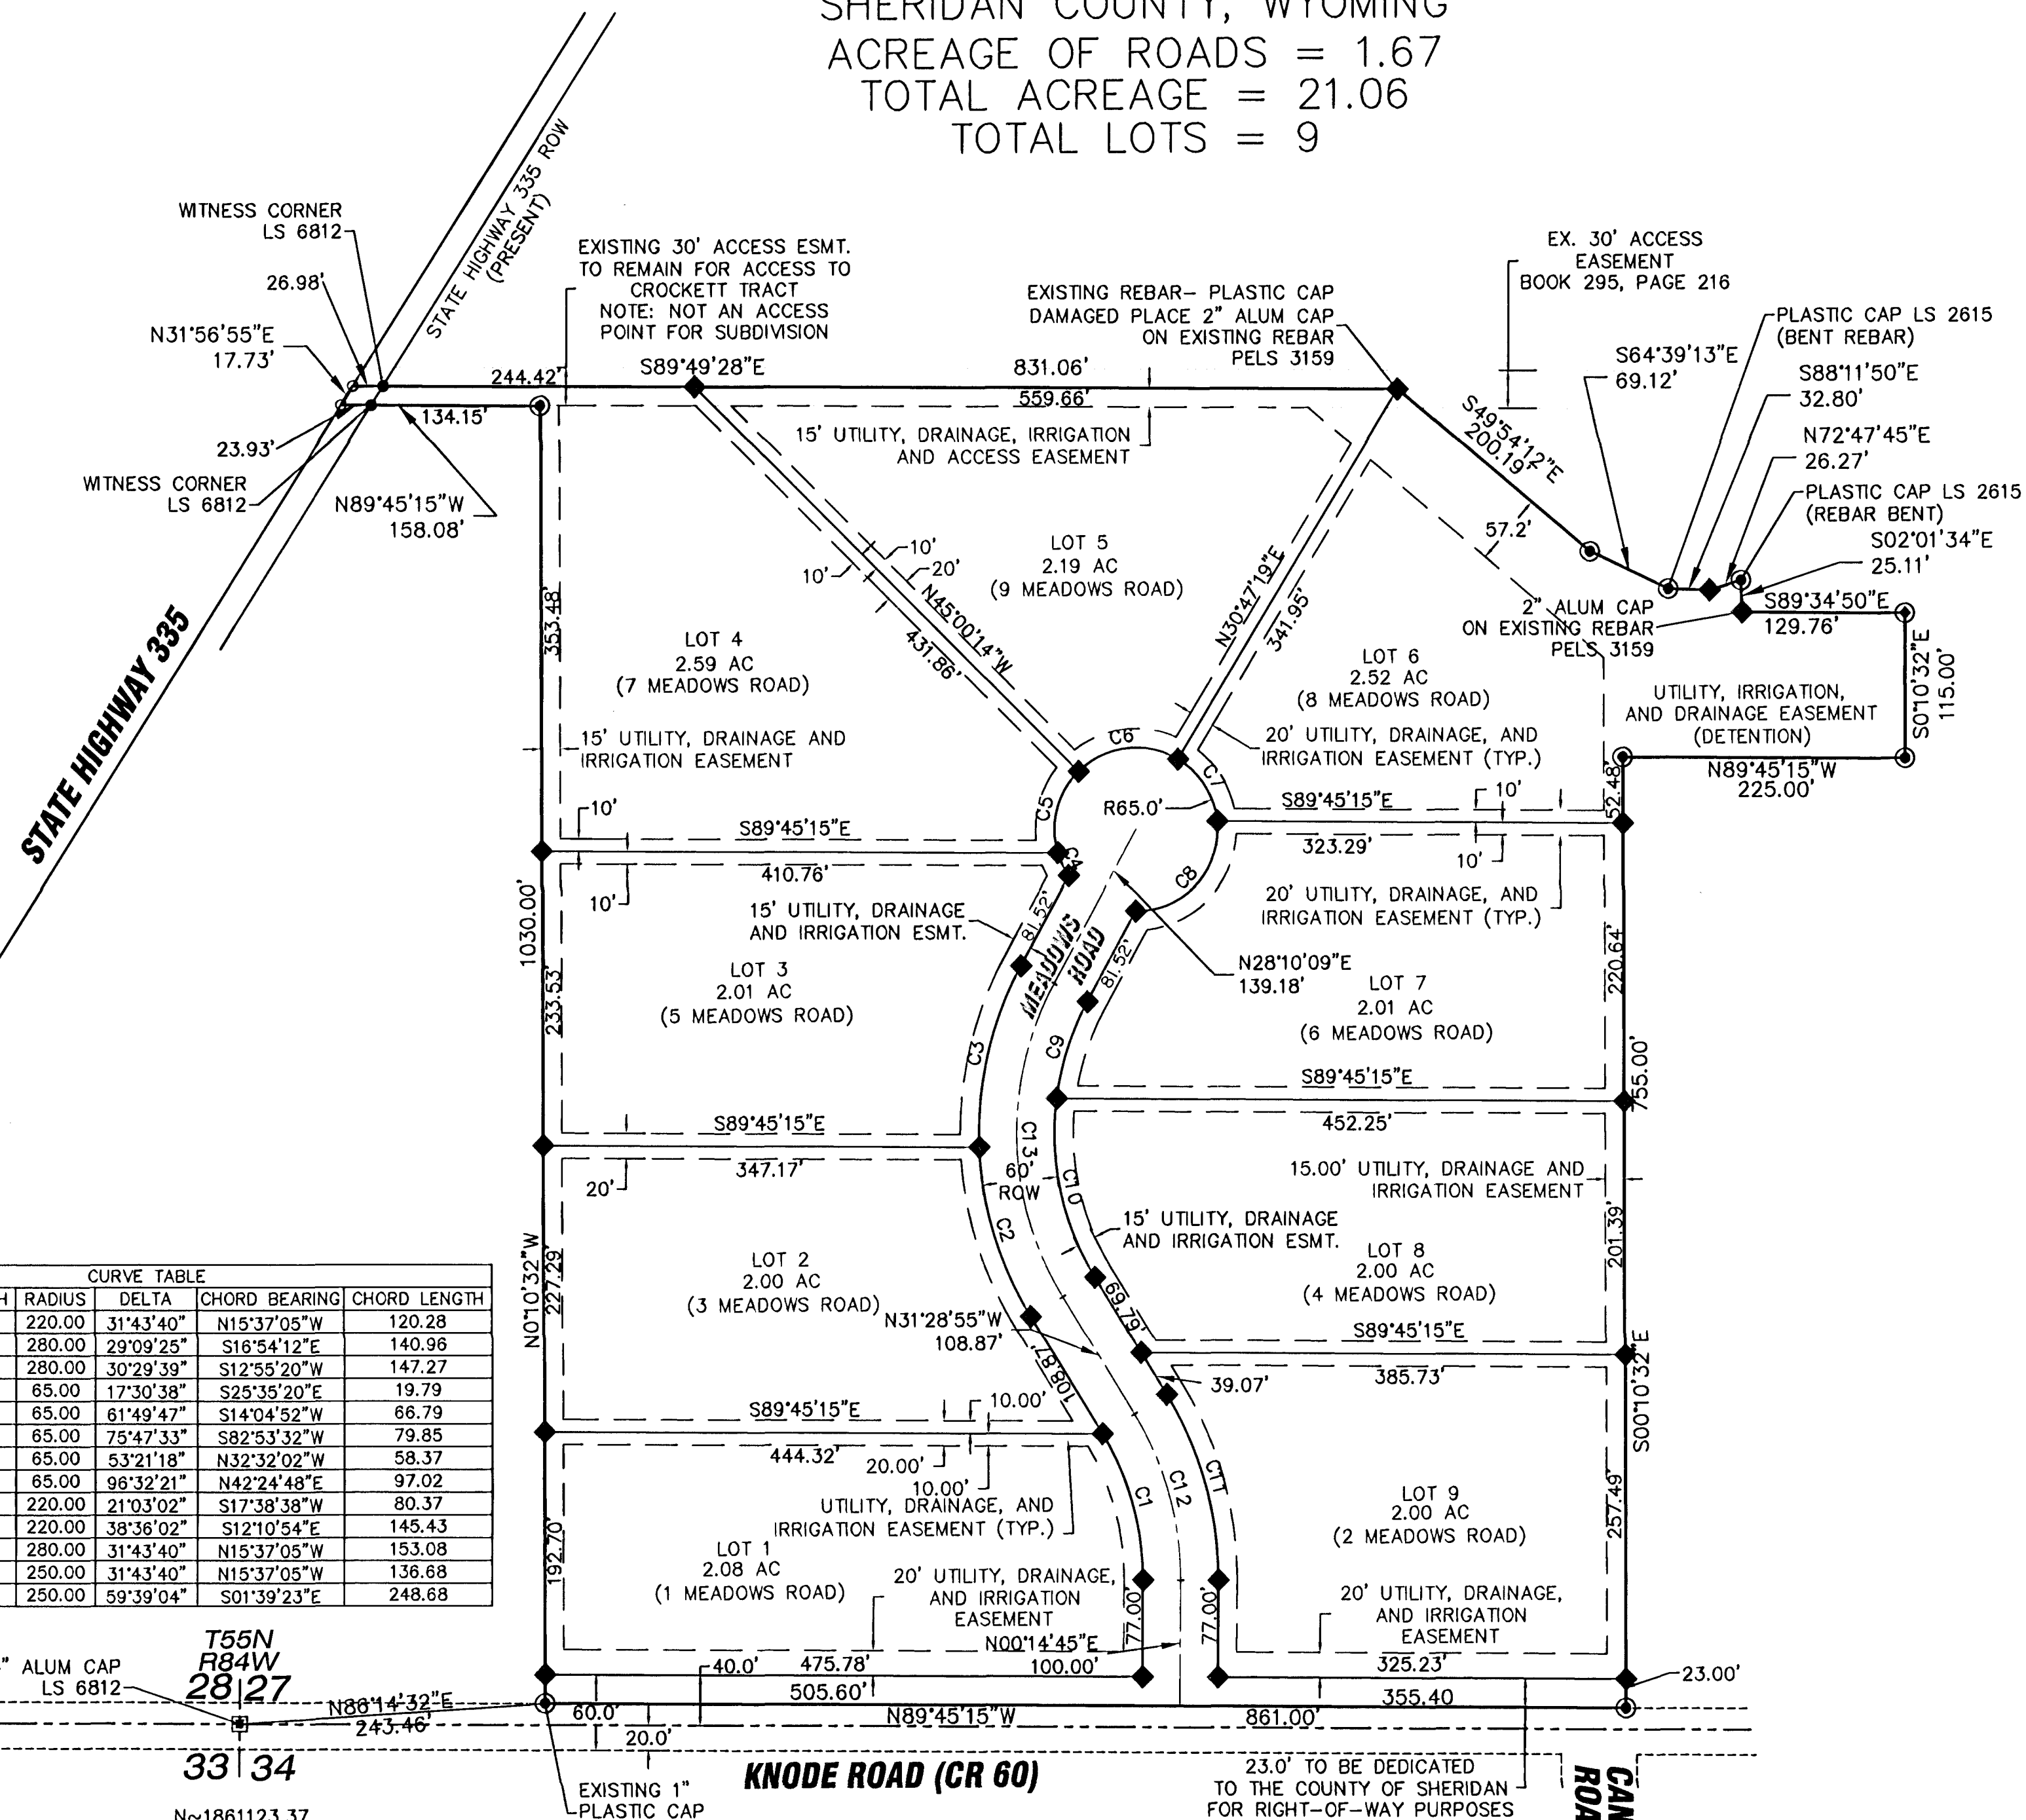 SHERIDAN COUNTY, WYOMING
ACREAGE OF ROADS = 1.67
TOTAL ACREAGE = 21.06
TOTAL LOTS = 9
STATE HIGHWAY 335 ROW
(PRESENT)
WITNESS CORNER
LS 6812
26.98'
N31°56'55"E
17.73'
23.93'
WITNESS CORNER
LS 6812
N89°45'15"W
158.08'
244.42'
134.15'
EXISTING 30' ACCESS ESMT.
TO REMAIN FOR ACCESS TO
CROCKETT TRACT
NOTE: NOT AN ACCESS
POINT FOR SUBDIVISION
S89°49'28"E
831.06'
559.66'
EXISTING REBAR– PLASTIC CAP
DAMAGED PLACE 2" ALUM CAP
ON EXISTING REBAR
PELS 3159
EX. 30' ACCESS
EASEMENT
BOOK 295, PAGE 216
PLASTIC CAP LS 2615
(BENT REBAR)
S64°39'13"E
69.12'
S88°11'50"E
32.80'
N72°47'45"E
26.27'
PLASTIC CAP LS 2615
(REBAR BENT)
S02°01'34"E
25.11'
S49°54'12"E
200.19'
57.2'
S89°34'50"E
129.76'
2" ALUM CAP
ON EXISTING REBAR
PELS 3159
S0°10'32"E
115.00'
UTILITY, IRRIGATION,
AND DRAINAGE EASEMENT
(DETENTION)
N89°45'15"W
225.00'
15' UTILITY, DRAINAGE, IRRIGATION
AND ACCESS EASEMENT
STATE HIGHWAY 335
LOT 5
2.19 AC
(9 MEADOWS ROAD)
10'
20'
10'
N45°00'14"W
431.86'
N30°47'19"E
341.95'
353.48'
LOT 4
2.59 AC
(7 MEADOWS ROAD)
LOT 6
2.52 AC
(8 MEADOWS ROAD)
15' UTILITY, DRAINAGE AND
IRRIGATION EASEMENT
20' UTILITY, DRAINAGE, AND
IRRIGATION EASEMENT (TYP.)
C6
C7
C5
R65.0'
C4
C8
52.48'
10'
S89°45'15"E
410.76'
10'
S89°45'15"E
323.29'
10'
10'
20' UTILITY, DRAINAGE, AND
IRRIGATION EASEMENT (TYP.)
15' UTILITY, DRAINAGE
AND IRRIGATION ESMT.
81.52'
MEADOWS
ROAD
81.52'
N28°10'09"E
139.18'
1030.00'
233.53'
LOT 3
2.01 AC
(5 MEADOWS ROAD)
LOT 7
2.01 AC
(6 MEADOWS ROAD)
220.64'
755.00'
C3
C9
S89°45'15"E
452.25'
S89°45'15"E
347.17'
20'
C13
60'
ROW
C10
C2
15.00' UTILITY, DRAINAGE AND
IRRIGATION EASEMENT
15' UTILITY, DRAINAGE
AND IRRIGATION ESMT.
201.39'
N0°10'32"W
227.29'
LOT 2
2.00 AC
(3 MEADOWS ROAD)
LOT 8
2.00 AC
(4 MEADOWS ROAD)
N31°28'55"W
108.87'
69.79'
108.87'
S89°45'15"E
385.73'
39.07'
S00°10'32"E
S89°45'15"E
444.32'
10.00'
20.00'
10.00'
UTILITY, DRAINAGE, AND
IRRIGATION EASEMENT (TYP.)
C1
C12
C11
192.70'
LOT 1
2.08 AC
(1 MEADOWS ROAD)
LOT 9
2.00 AC
(2 MEADOWS ROAD)
257.49'
20' UTILITY, DRAINAGE,
AND IRRIGATION
EASEMENT
20' UTILITY, DRAINAGE,
AND IRRIGATION
EASEMENT
77.00'
77.00'
N00°14'45"E
40.0'
475.78'
100.00'
325.23'
23.00'
505.60'
355.40
N89°45'15"W
861.00'
60.0'
20.0'
KNODE ROAD (CR 60)
23.0' TO BE DEDICATED
TO THE COUNTY OF SHERIDAN
FOR RIGHT–OF–WAY PURPOSES
CAN
ROA
CURVE TABLE
H RADIUS DELTA CHORD BEARING CHORD LENGTH
220.00 31°43'40" N15°37'05"W 120.28
280.00 29°09'25" S16°54'12"E 140.96
280.00 30°29'39" S12°55'20"W 147.27
65.00 17°30'38" S25°35'20"E 19.79
65.00 61°49'47" S14°04'52"W 66.79
65.00 75°47'33" S82°53'32"W 79.85
65.00 53°21'18" N32°32'02"W 58.37
65.00 96°32'21" N42°24'48"E 97.02
220.00 21°03'02" S17°38'38"W 80.37
220.00 38°36'02" S12°10'54"E 145.43
280.00 31°43'40" N15°37'05"W 153.08
250.00 31°43'40" N15°37'05"W 136.68
250.00 59°39'04" S01°39'23"E 248.68
T55N
R84W
" ALUM CAP
LS 6812
28 27
33 34
N86°14'32"E
243.46'
EXISTING 1"
PLASTIC CAP
N~1861123.37